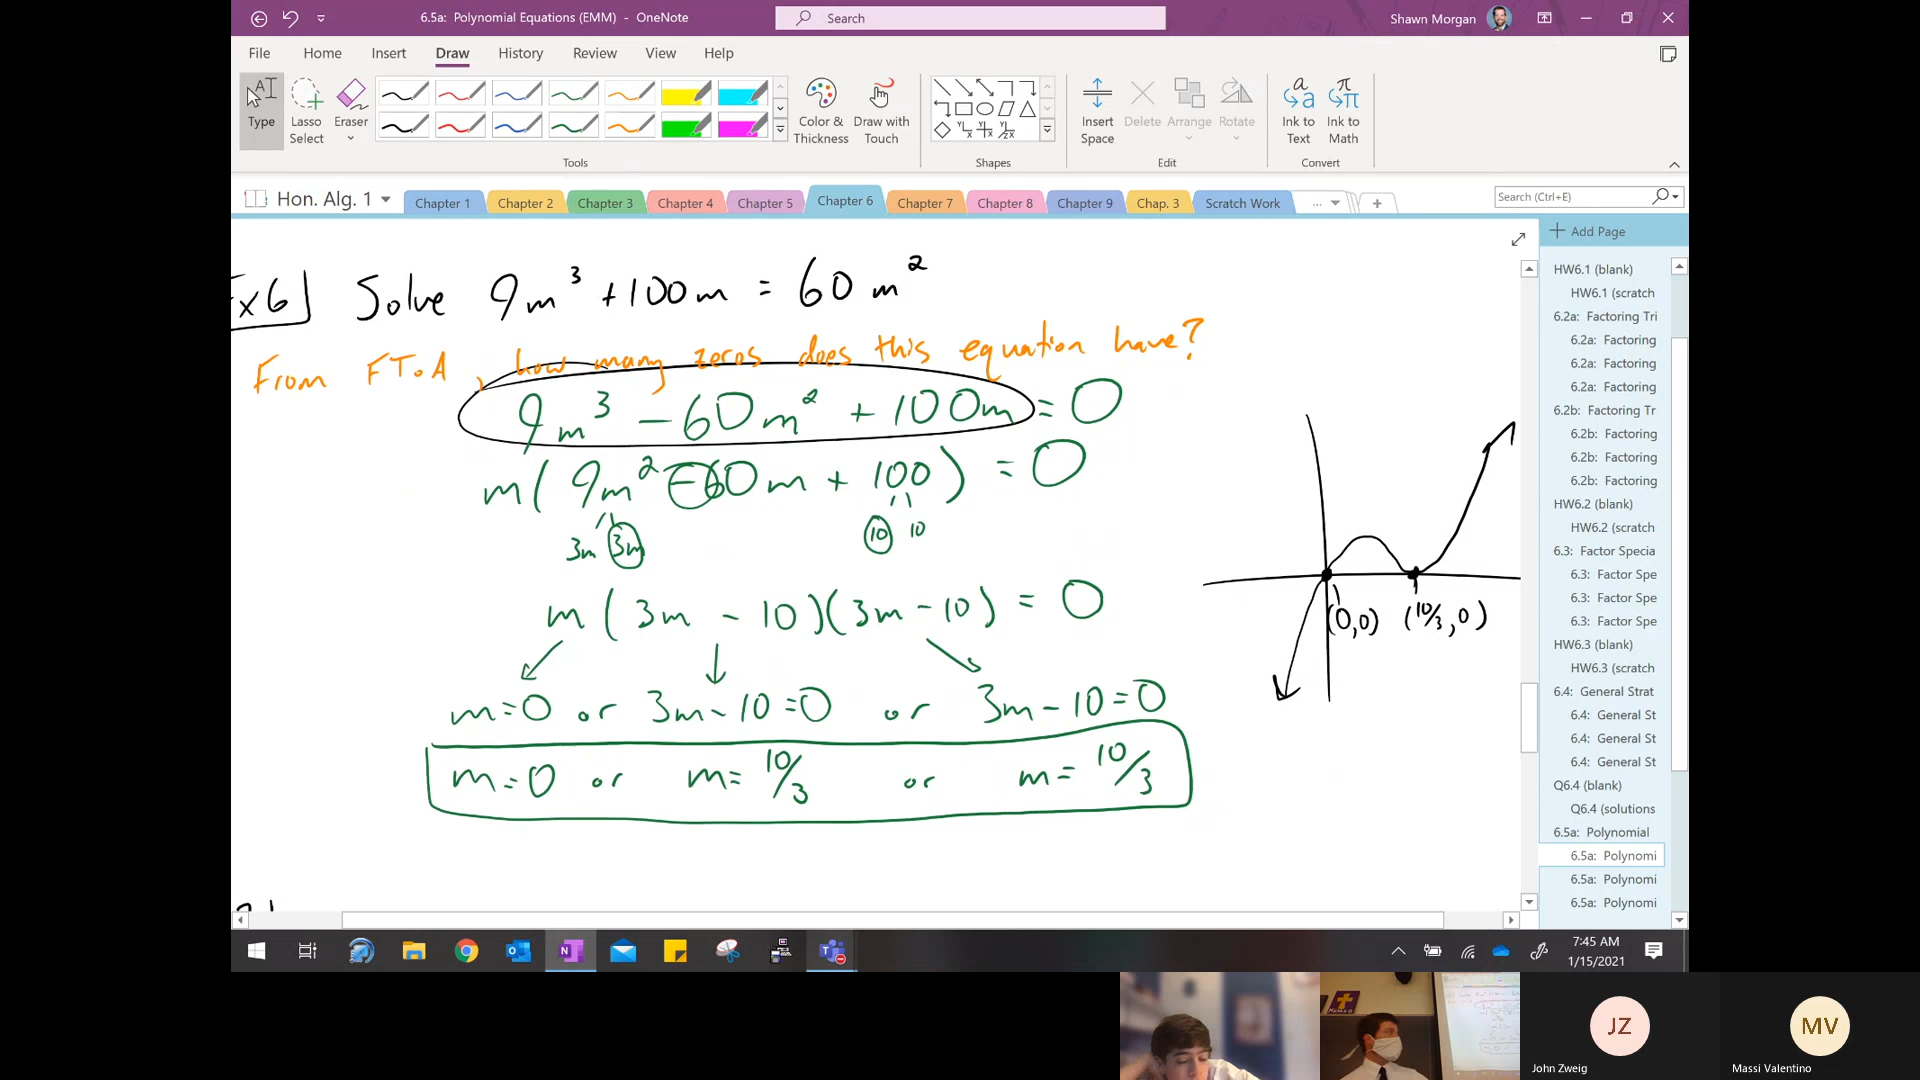 6.5a: Polynomial Equations (EMM) - OneNote
Search
Shawn Morgan
File Home Insert Draw History Review View Help
Type
Lasso Select
Eraser
Color & Thickness
Draw with Touch
Insert Space
Delete
Arrange
Rotate
Ink to Text
Ink to Math
Tools
Shapes
Edit
Convert
Hon. Alg. 1
Chapter 1 Chapter 2 Chapter 3 Chapter 4 Chapter 5 Chapter 6 Chapter 7 Chapter 8 Chapter 9 Chap. 3 Scratch Work ...
Search (Ctrl+E)
Add Page
x6] Solve 9m³ + 100m = 60m²
From FToA, how many zeros does this equation have?
9m³ - 60m² + 100m = 0
m(9m² - 60m + 100) = 0
3m 3m 10 10
m(3m - 10)(3m - 10) = 0
m=0 or 3m-10=0 or 3m-10=0
m=0 or m=10/3 or m=10/3
(0,0) (10/3,0)
HW6.1 (blank)
HW6.1 (scratch
6.2a: Factoring Tri
6.2a: Factoring
6.2a: Factoring
6.2a: Factoring
6.2b: Factoring Tr
6.2b: Factoring
6.2b: Factoring
6.2b: Factoring
HW6.2 (blank)
HW6.2 (scratch
6.3: Factor Specia
6.3: Factor Spe
6.3: Factor Spe
6.3: Factor Spe
HW6.3 (blank)
HW6.3 (scratch
6.4: General Strat
6.4: General St
6.4: General St
6.4: General St
Q6.4 (blank)
Q6.4 (solutions
6.5a: Polynomial
6.5a: Polynomi
6.5a: Polynomi
6.5a: Polynomi
7:45 AM
1/15/2021
JZ
John Zweig
MV
Massi Valentino